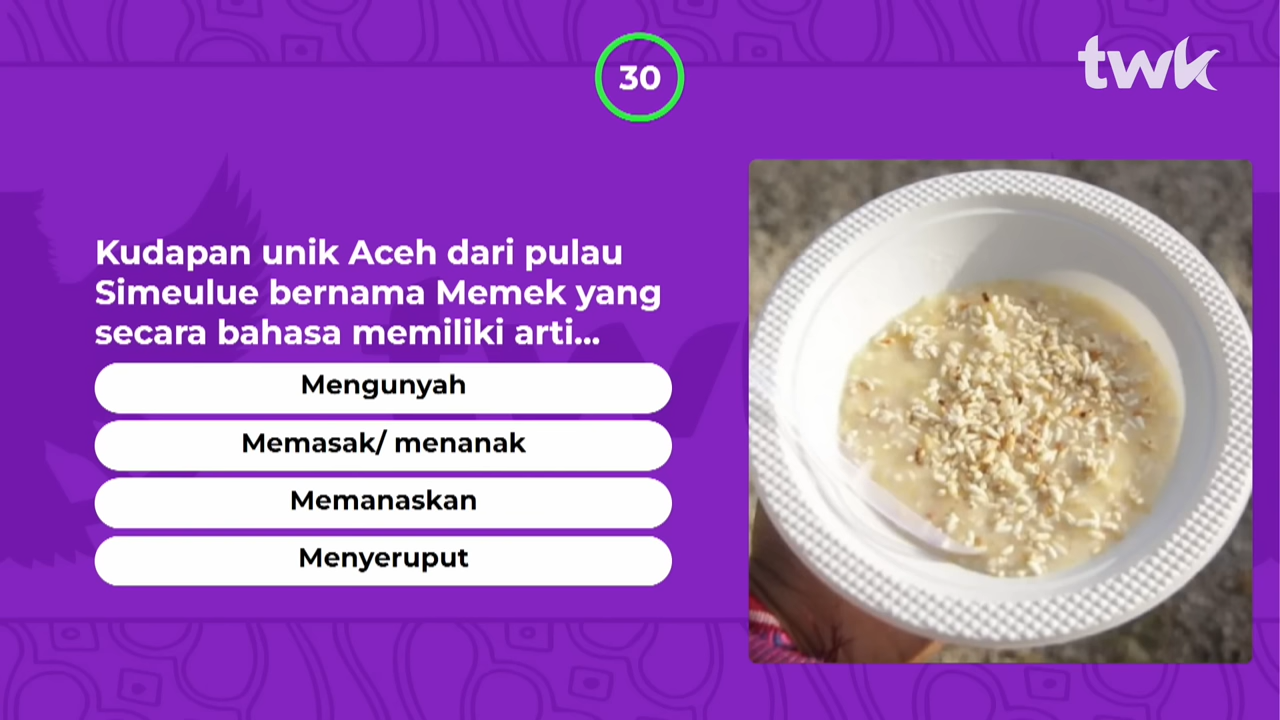 30
twk
Kudapan unik Aceh dari pulau
Simeulue bernama Memek yang
secara bahasa memiliki arti...
Mengunyah
Memasak/ menanak
Memanaskan
Menyeruput